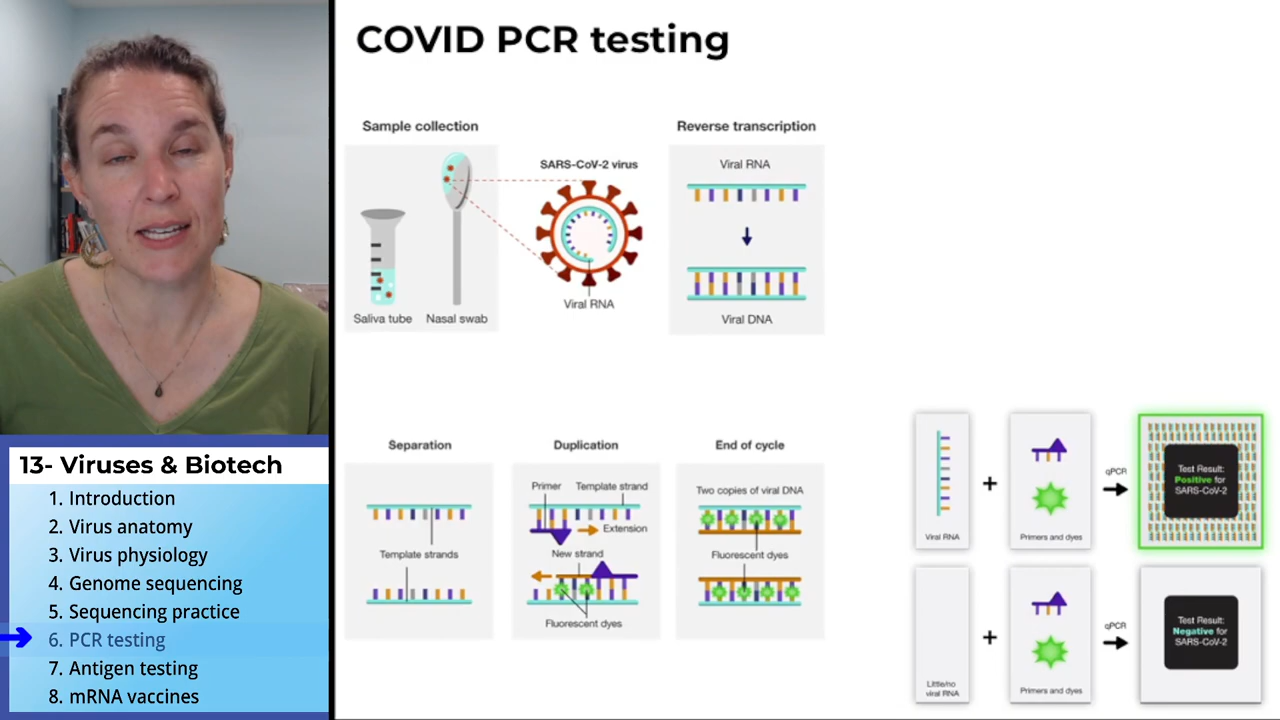 COVID PCR testing
Sample collection
Saliva tube
Nasal swab
SARS-CoV-2 virus
Viral RNA
Reverse transcription
Viral RNA
Viral DNA
Separation
Template strands
Duplication
Primer
Template strand
Extension
New strand
Fluorescent dyes
End of cycle
Two copies of viral DNA
Fluorescent dyes
Viral RNA
+
Primers and dyes
qPCR
Test Result:
Positive for
SARS-CoV-2
Little/no
viral RNA
+
Primers and dyes
qPCR
Test Result:
Negative for
SARS-CoV-2
13- Viruses & Biotech
1. Introduction
2. Virus anatomy
3. Virus physiology
4. Genome sequencing
5. Sequencing practice
6. PCR testing
7. Antigen testing
8. mRNA vaccines